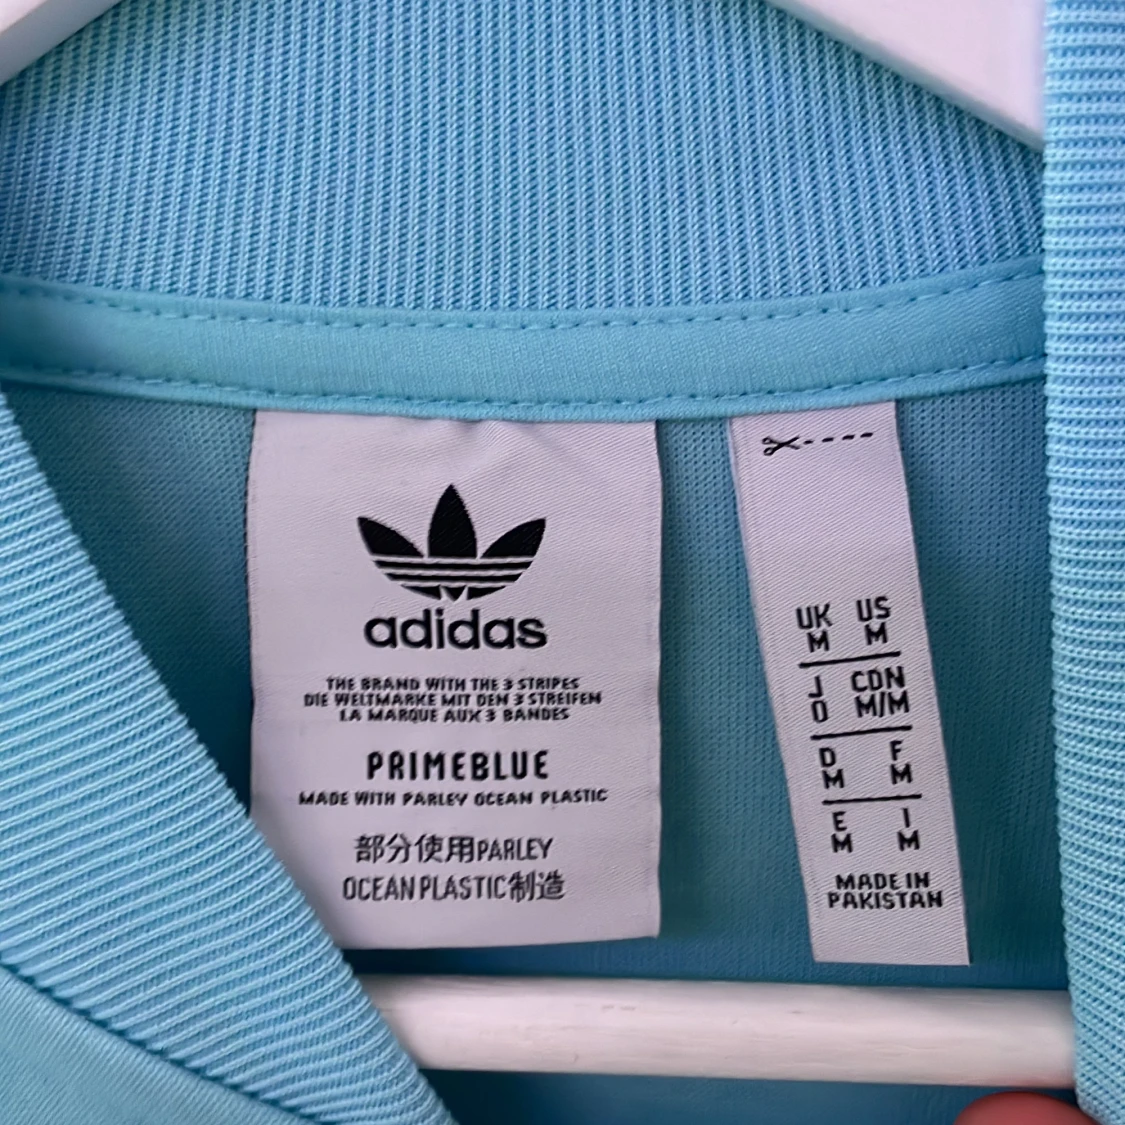 adidas
THE BRAND WITH THE 3 STRIPES
DIE WELTMARKE MIT DEN 3 STREIFEN
LA MARQUE AUX 3 BANDES
PRIMEBLUE
MADE WITH PARLEY OCEAN PLASTIC
部分使用PARLEY
OCEAN PLASTIC制造
UK US
M M
J CDN
O M/M
D F
M M
E I
M M
MADE IN
PAKISTAN